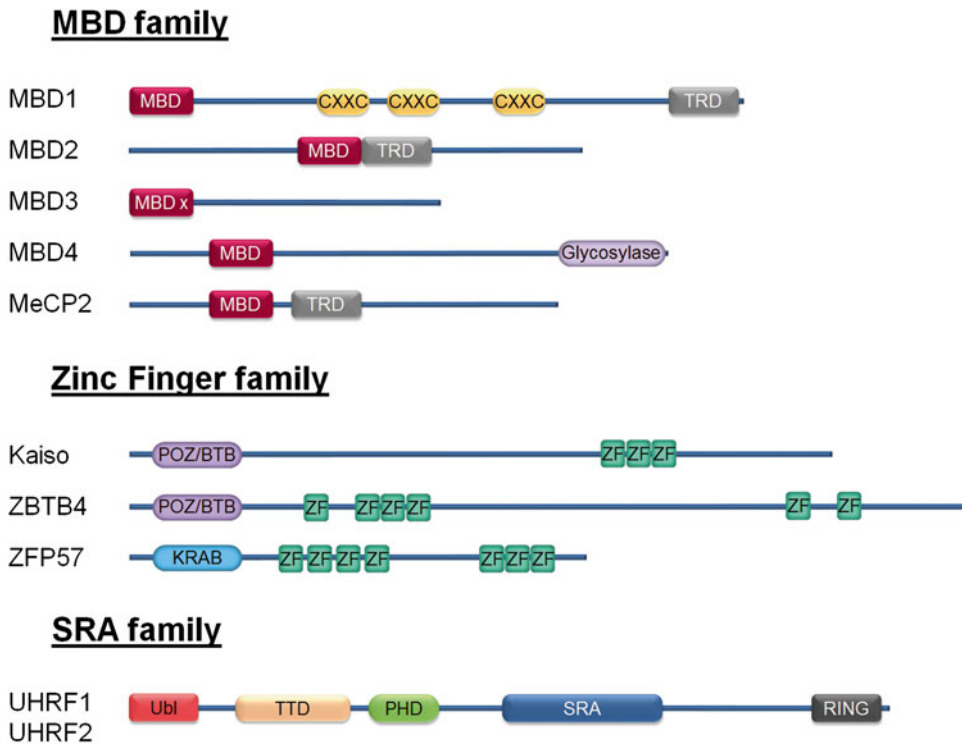 MBD family
MBD1 MBD CXXC CXXC CXXC TRD
MBD2 MBD TRD
MBD3 MBD x
MBD4 MBD Glycosylase
MeCP2 MBD TRD
Zinc Finger family
Kaiso POZ/BTB ZF ZF ZF
ZBTB4 POZ/BTB ZF ZF ZF ZF ZF ZF
ZFP57 KRAB ZF ZF ZF ZF ZF ZF ZF
SRA family
UHRF1 Ubl TTD PHD SRA RING
UHRF2